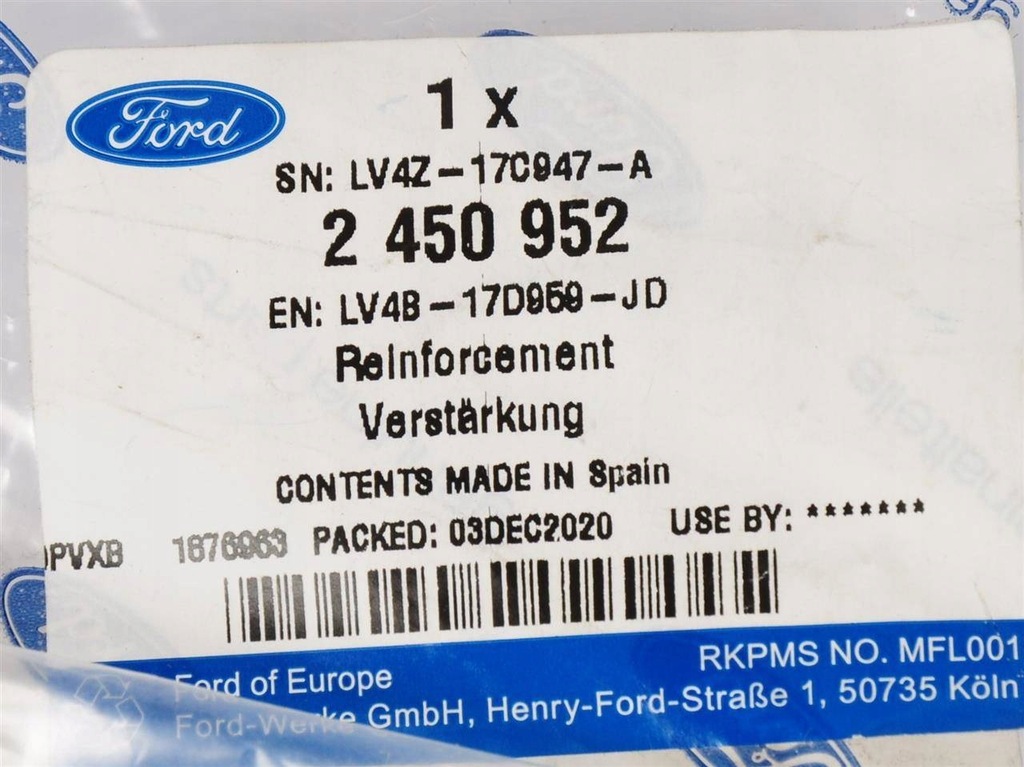 Ford
1 x
SN: LV4Z-17C947-A
2 450 952
EN: LV4B-17D959-JD
Reinforcement
Verstärkung
CONTENTS MADE IN Spain
PVXB 1876963 PACKED: 03DEC2020 USE BY: *******
Ford of Europe
RKPMS NO. MFL001
Ford-Werke GmbH, Henry-Ford-Straße 1, 50735 Köln